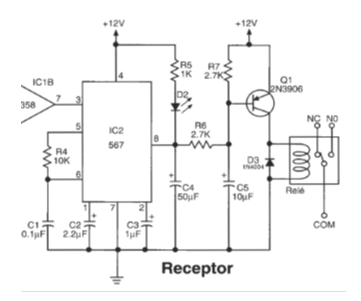 +12V
+12V
IC1B
358
7
3
4
R5
1K
D2
R7
2.7K
Q1
2N3906
5
IC2
567
8
R6
2.7K
R4
10K
6
NC
N0
D3
1N4004
Relé
1
7
2
C1
0.1µF
C2
2.2µF
C3
1µF
C4
50µF
C5
10µF
COM
Receptor